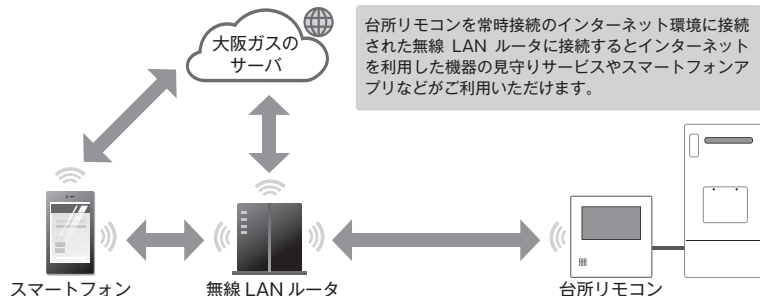 大阪ガスの
サーバ
台所リモコンを常時接続のインターネット環境に接続
された無線 LAN ルータに接続するとインターネット
を利用した機器の見守りサービスやスマートフォンア
プリなどがご利用いただけます。
スマートフォン
無線 LAN ルータ
台所リモコン